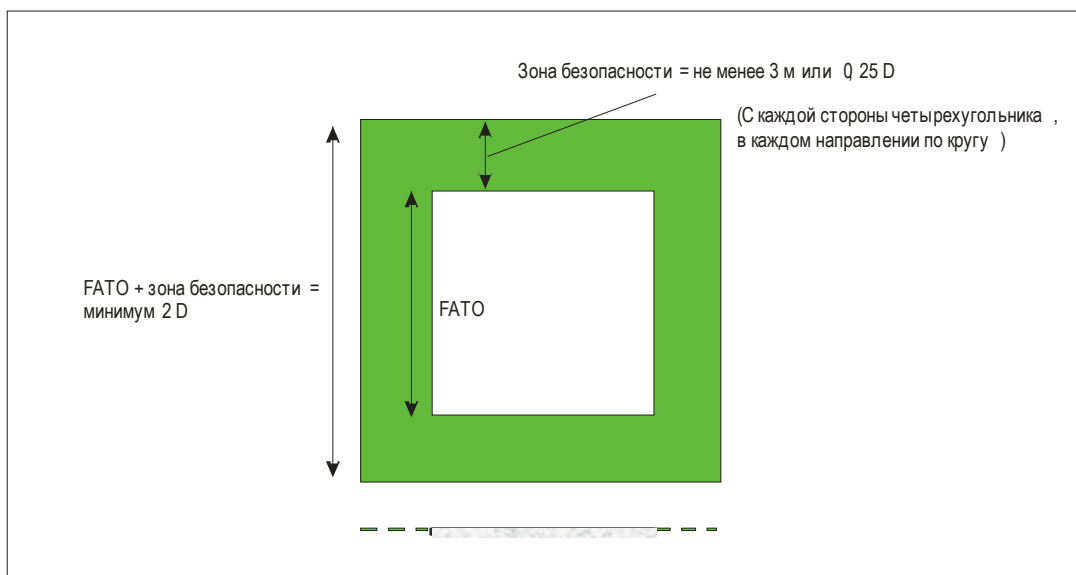 Зона безопасности = не менее 3 м или 0,25 D
(С каждой стороны четырехугольника ,
в каждом направлении по кругу )
FATO + зона безопасности =
минимум 2 D
FATO